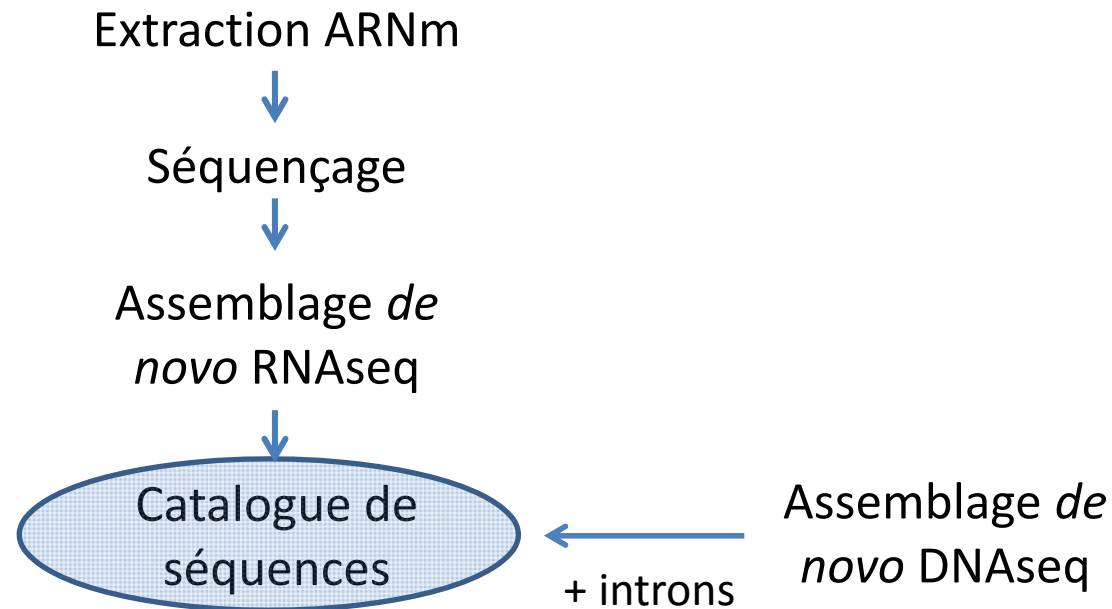 Extraction ARNm
Séquençage
Assemblage de
novo RNAseq
Catalogue de
séquences
Assemblage de
novo DNAseq
+ introns